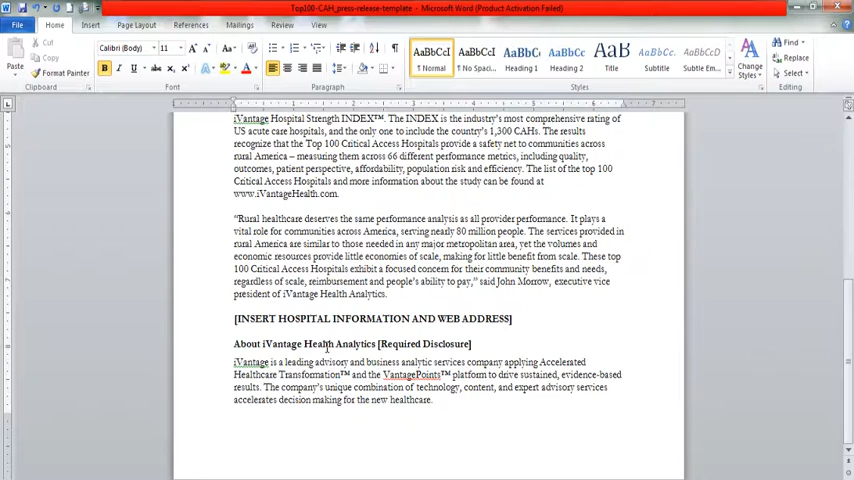 Top100-CAH_press-release-template - Microsoft Word (Product Activation Failed)
File Home Insert Page Layout References Mailings Review View
Cut
Copy
Format Painter
Paste
Clipboard
Calibri (Body) 11
Font
Paragraph
AaBbCcI AaBbCcI AaBbCc AaBbCc AaB AaBbCc. AaBbCcD
¶ Normal ¶ No Spaci... Heading 1 Heading 2 Title Subtitle Subtle Em...
Change Styles
Styles
Find
Replace
Select
Editing
iVantage Hospital Strength INDEX™. The INDEX is the industry's most comprehensive rating of
US acute care hospitals, and the only one to include the country's 1,300 CAHs. The results
recognize that the Top 100 Critical Access Hospitals provide a safety net to communities across
rural America – measuring them across 66 different performance metrics, including quality,
outcomes, patient perspective, affordability, population risk and efficiency. The list of the top 100
Critical Access Hospitals and more information about the study can be found at
www.iVantageHealth.com.
“Rural healthcare deserves the same performance analysis as all provider performance. It plays a
vital role for communities across America, serving nearly 80 million people. The services provided in
rural America are similar to those needed in any major metropolitan area, yet the volumes and
economic resources provide little economies of scale, making for little benefit from scale. These top
100 Critical Access Hospitals exhibit a focused concern for their community benefits and needs,
regardless of scale, reimbursement and people's ability to pay,” said John Morrow, executive vice
president of iVantage Health Analytics.
[INSERT HOSPITAL INFORMATION AND WEB ADDRESS]
About iVantage Health Analytics [Required Disclosure]
iVantage is a leading advisory and business analytic services company applying Accelerated
Healthcare Transformation™ and the VantagePoints™ platform to drive sustained, evidence-based
results. The company's unique combination of technology, content, and expert advisory services
accelerates decision making for the new healthcare.